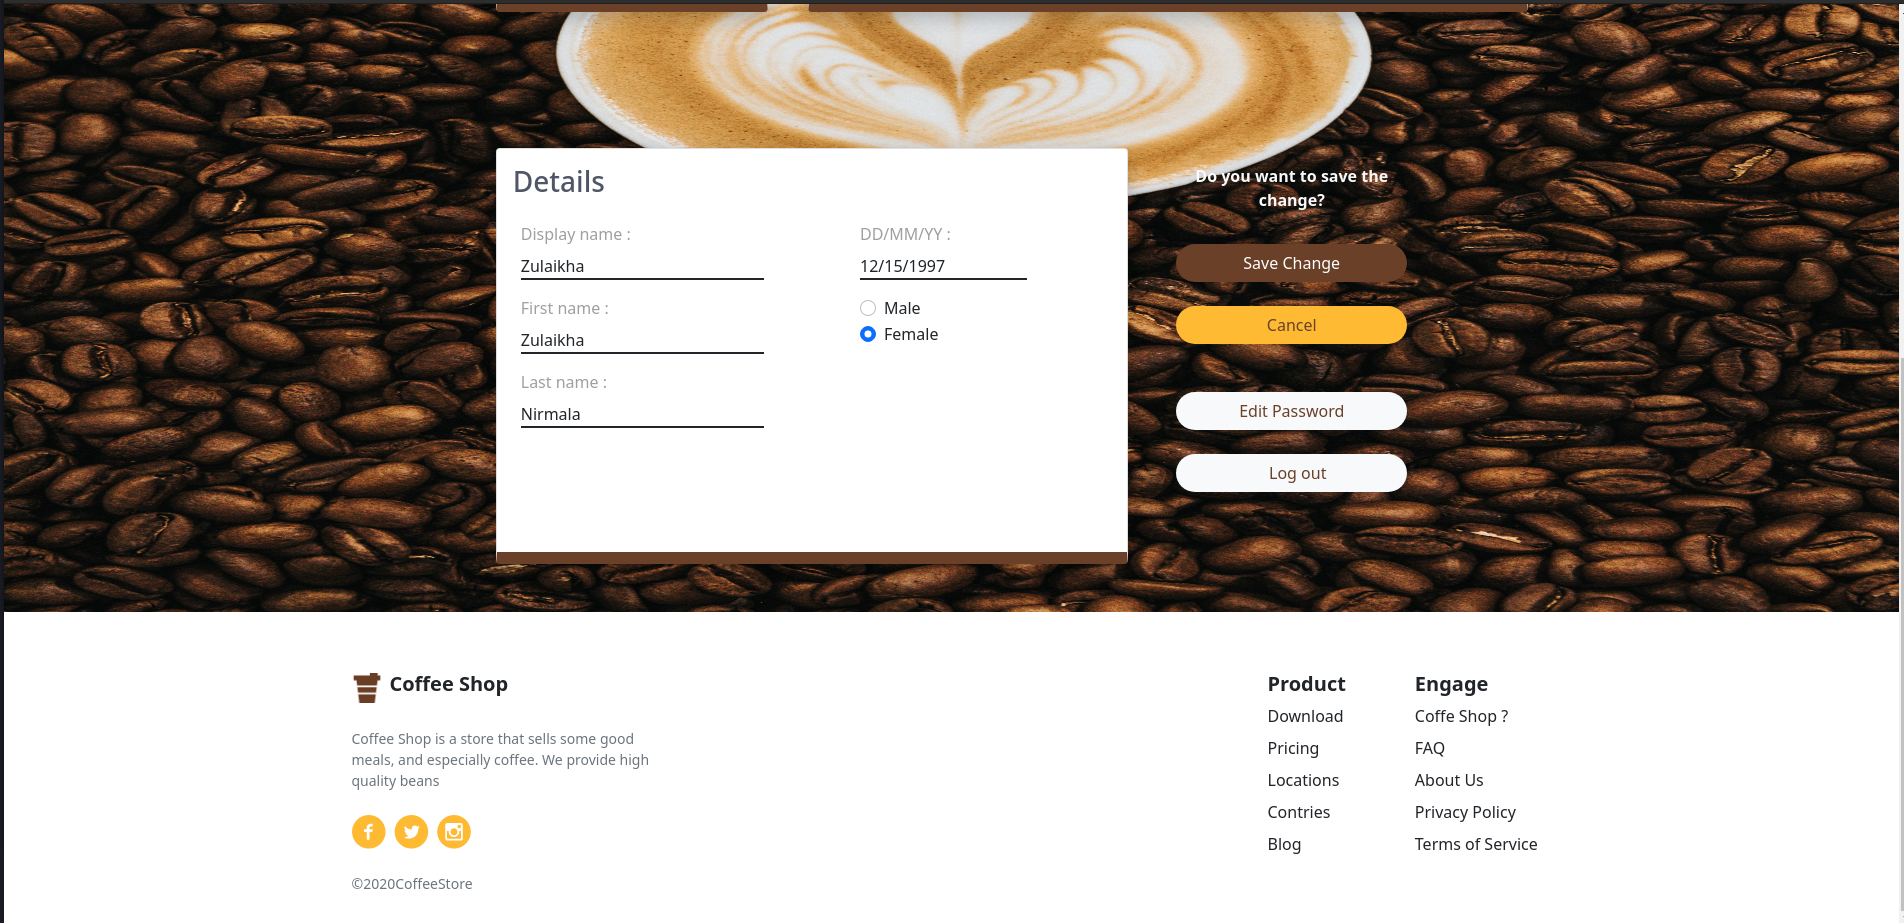 Details
Display name :
Zulaikha
First name :
Zulaikha
Last name :
Nirmala
DD/MM/YY :
12/15/1997
Male
Female
Do you want to save the
change?
Save Change
Cancel
Edit Password
Log out
Coffee Shop
Coffee Shop is a store that sells some good
meals, and especially coffee. We provide high
quality beans
©2020CoffeeStore
Product
Download
Pricing
Locations
Contries
Blog
Engage
Coffe Shop ?
FAQ
About Us
Privacy Policy
Terms of Service